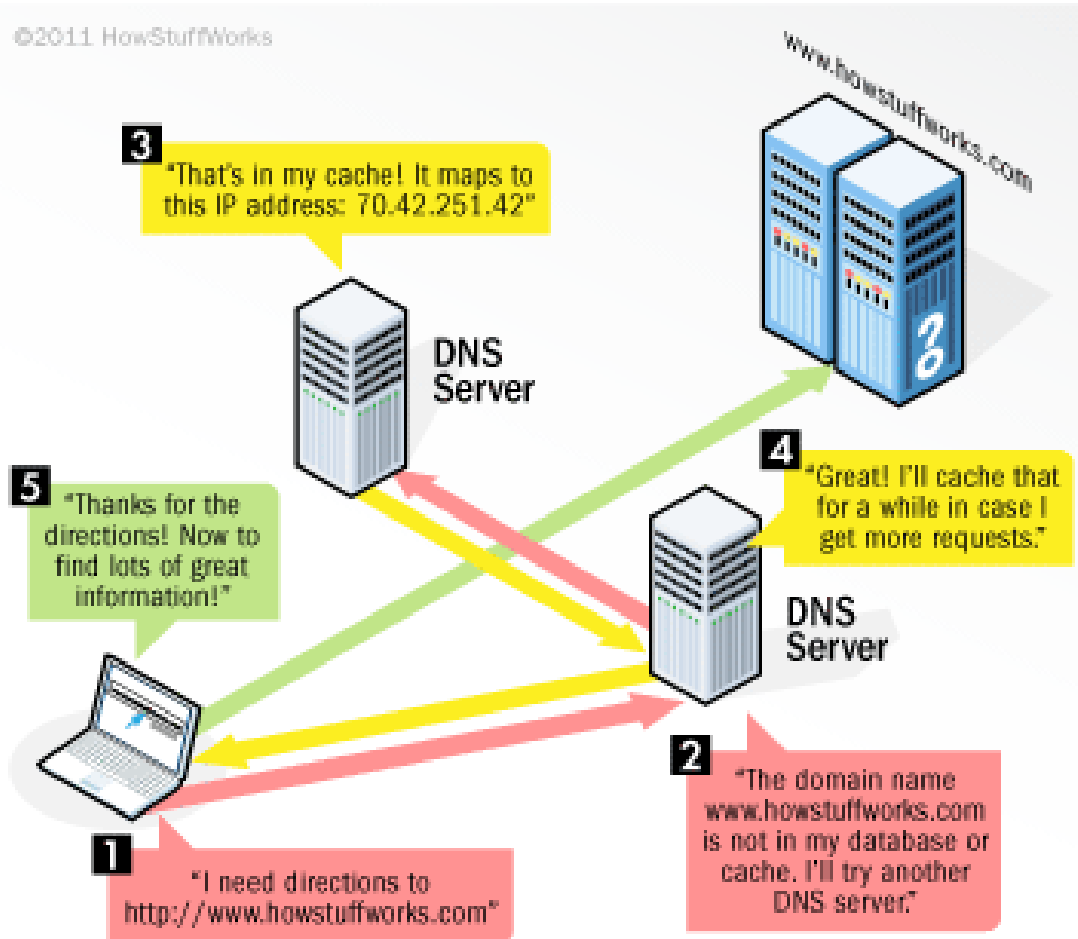 ©2011 HowStuffWorks
www.howstuffworks.com
3
"That's in my cache! It maps to
this IP address: 70.42.251.42"
DNS
Server
4
"Great! I'll cache that
for a while in case I
get more requests."
5
"Thanks for the
directions! Now to
find lots of great
information!"
DNS
Server
2
"The domain name
www.howstuffworks.com
is not in my database or
cache. I'll try another
DNS server."
1
"I need directions to
http://www.howstuffworks.com"